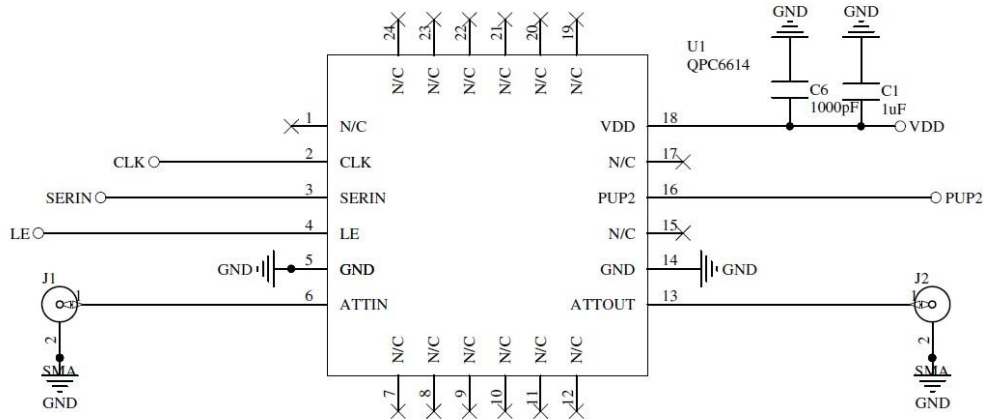 GND
GND
24
23
22
21
20
19
U1
QPC6614
N/C
N/C
N/C
N/C
N/C
N/C
C6
1000pF
C1
1uF
1
N/C
VDD
18
VDD
CLK
2
CLK
N/C
17
SERIN
3
SERIN
PUP2
16
PUP2
LE
4
LE
N/C
15
GND
5
GND
GND
14
GND
J1
1
6
ATTIN
ATTOUT
13
1
J2
2
SMA
GND
N/C
N/C
N/C
N/C
N/C
N/C
2
SMA
GND
7
8
9
10
11
12